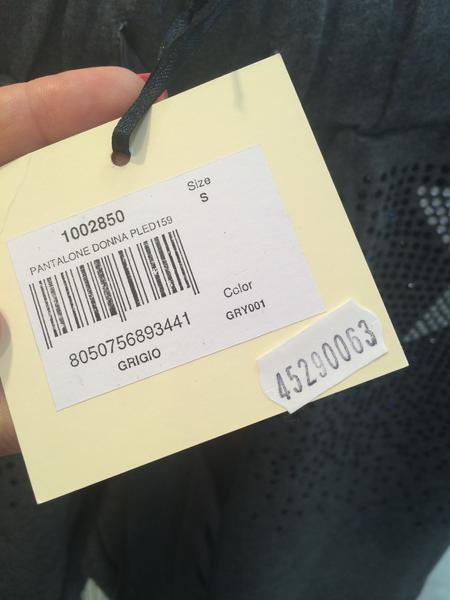 1002850
Size
S
PANTALONE DONNA PLED159
8050756893441
GRIGIO
Color
GRY001
45290063